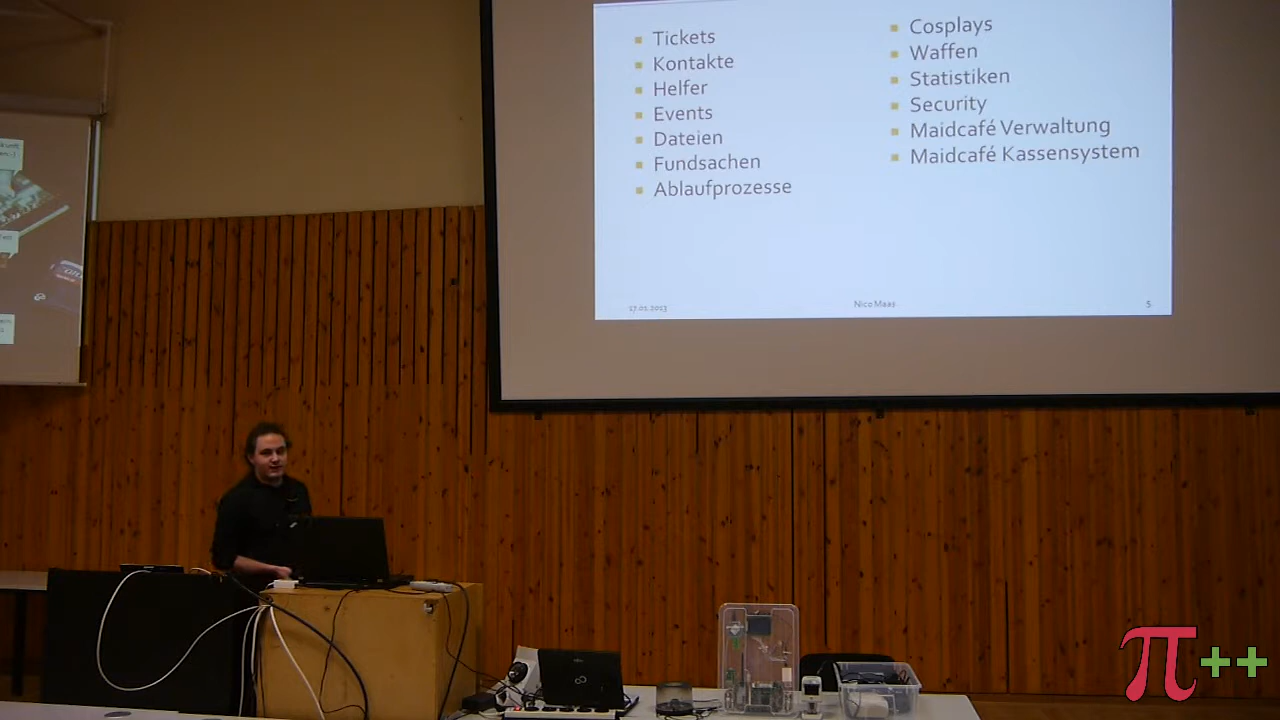 Tickets
Kontakte
Helfer
Events
Dateien
Fundsachen
Ablaufprozesse
Cosplays
Waffen
Statistiken
Security
Maidcafé Verwaltung
Maidcafé Kassensystem
Nico Maas
5
π++